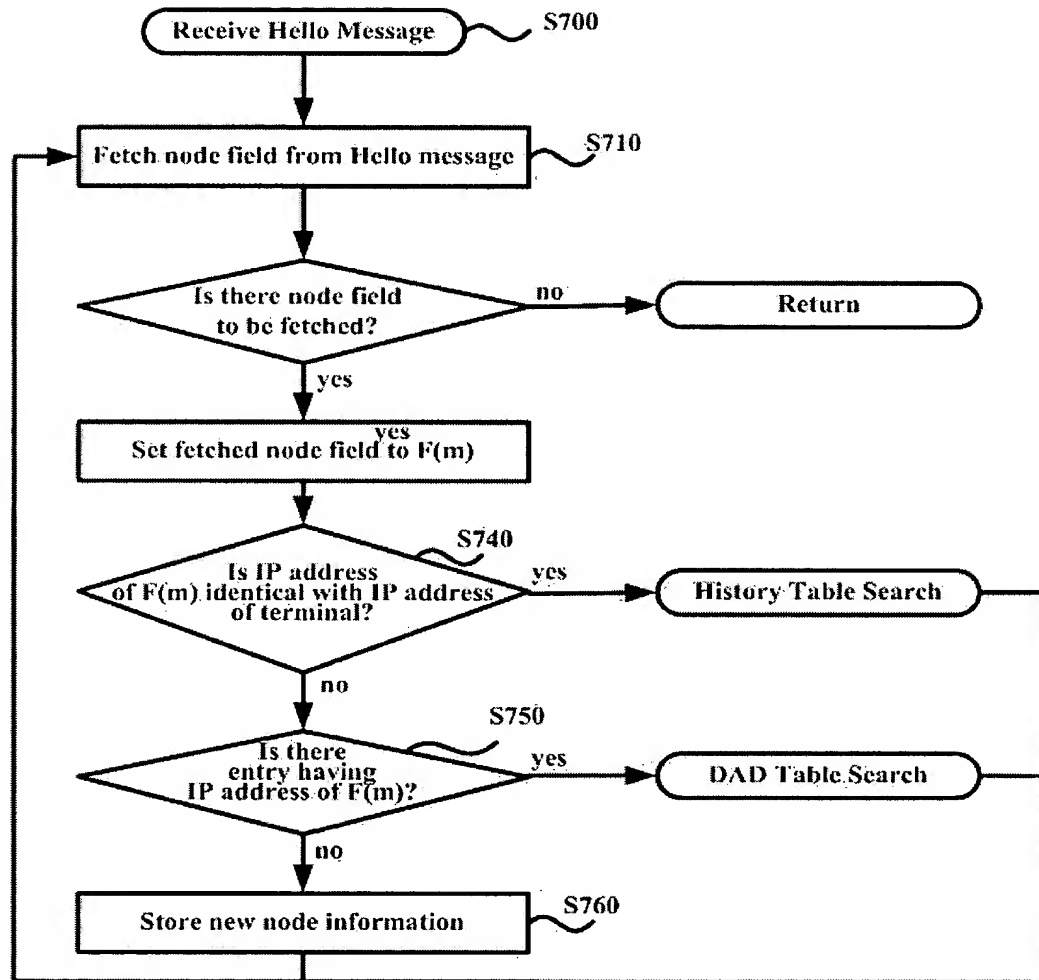 Receive Hello Message
S700
Fetch node field from Hello message
S710
Is there node field
to be fetched?
no
Return
yes
yes
Set fetched node field to F(m)
S740
Is IP address
of F(m) identical with IP address
of terminal?
yes
History Table Search
no
S750
Is there
entry having
IP address of F(m)?
yes
DAD Table Search
no
Store new node information
S760